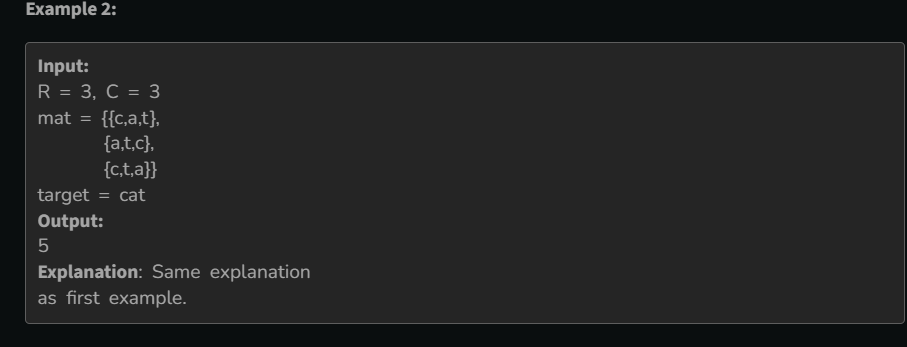 Example 2:
Input:
R = 3, C = 3
mat = {{c,a,t},
{a,t,c},
{c,t,a}}
target = cat
Output:
5
Explanation: Same explanation
as first example.